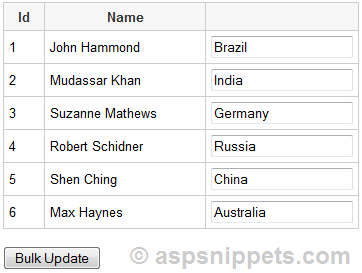 Id Name
1 John Hammond Brazil
2 Mudassar Khan India
3 Suzanne Mathews Germany
4 Robert Schidner Russia
5 Shen Ching China
6 Max Haynes Australia
Bulk Update © aspsnippets.com